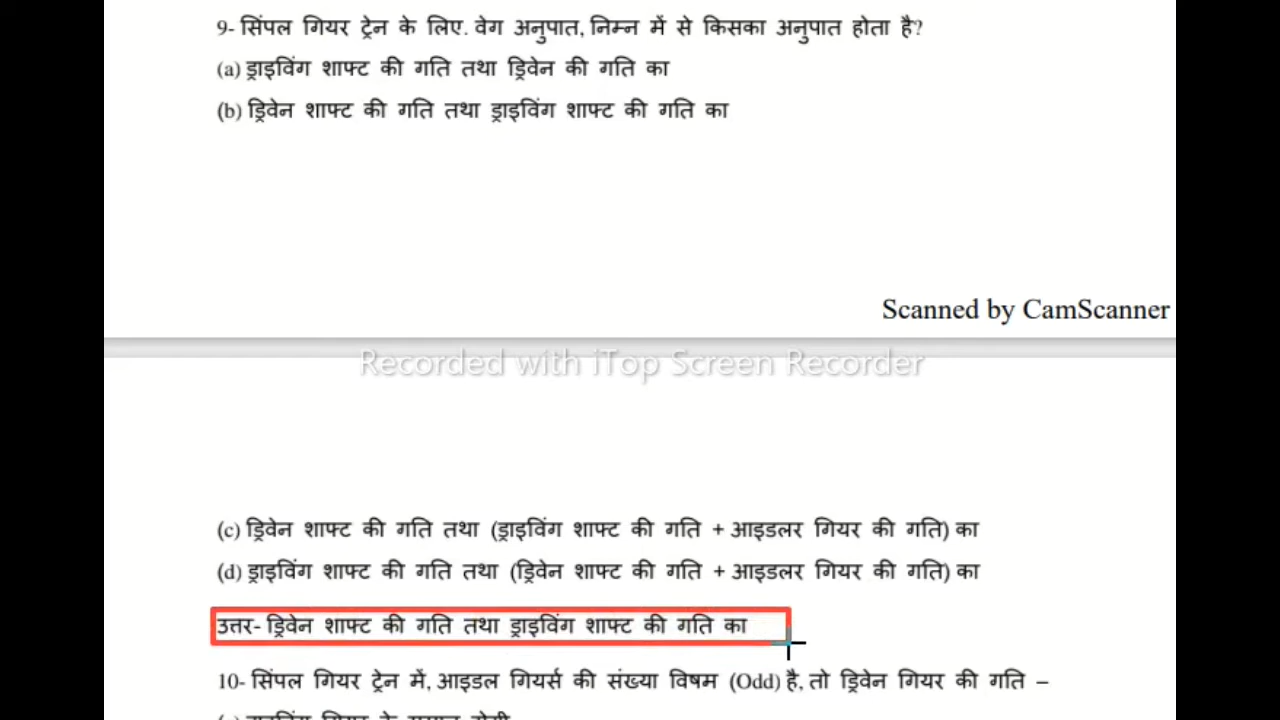 9- सिंपल गियर ट्रेन के लिए. वेग अनुपात, निम्न में से किसका अनुपात होता है?
(a) ड्राइविंग शाफ्ट की गति तथा ड्रिवेन की गति का
(b) ड्रिवेन शाफ्ट की गति तथा ड्राइविंग शाफ्ट की गति का
Scanned by CamScanner
Recorded with iTop Screen Recorder
(c) ड्रिवेन शाफ्ट की गति तथा (ड्राइविंग शाफ्ट की गति + आइडलर गियर की गति) का
(d) ड्राइविंग शाफ्ट की गति तथा (ड्रिवेन शाफ्ट की गति + आइडलर गियर की गति) का
उत्तर- ड्रिवेन शाफ्ट की गति तथा ड्राइविंग शाफ्ट की गति का
10- सिंपल गियर ट्रेन में, आइडल गियर्स की संख्या विषम (Odd) है, तो ड्रिवेन गियर की गति –